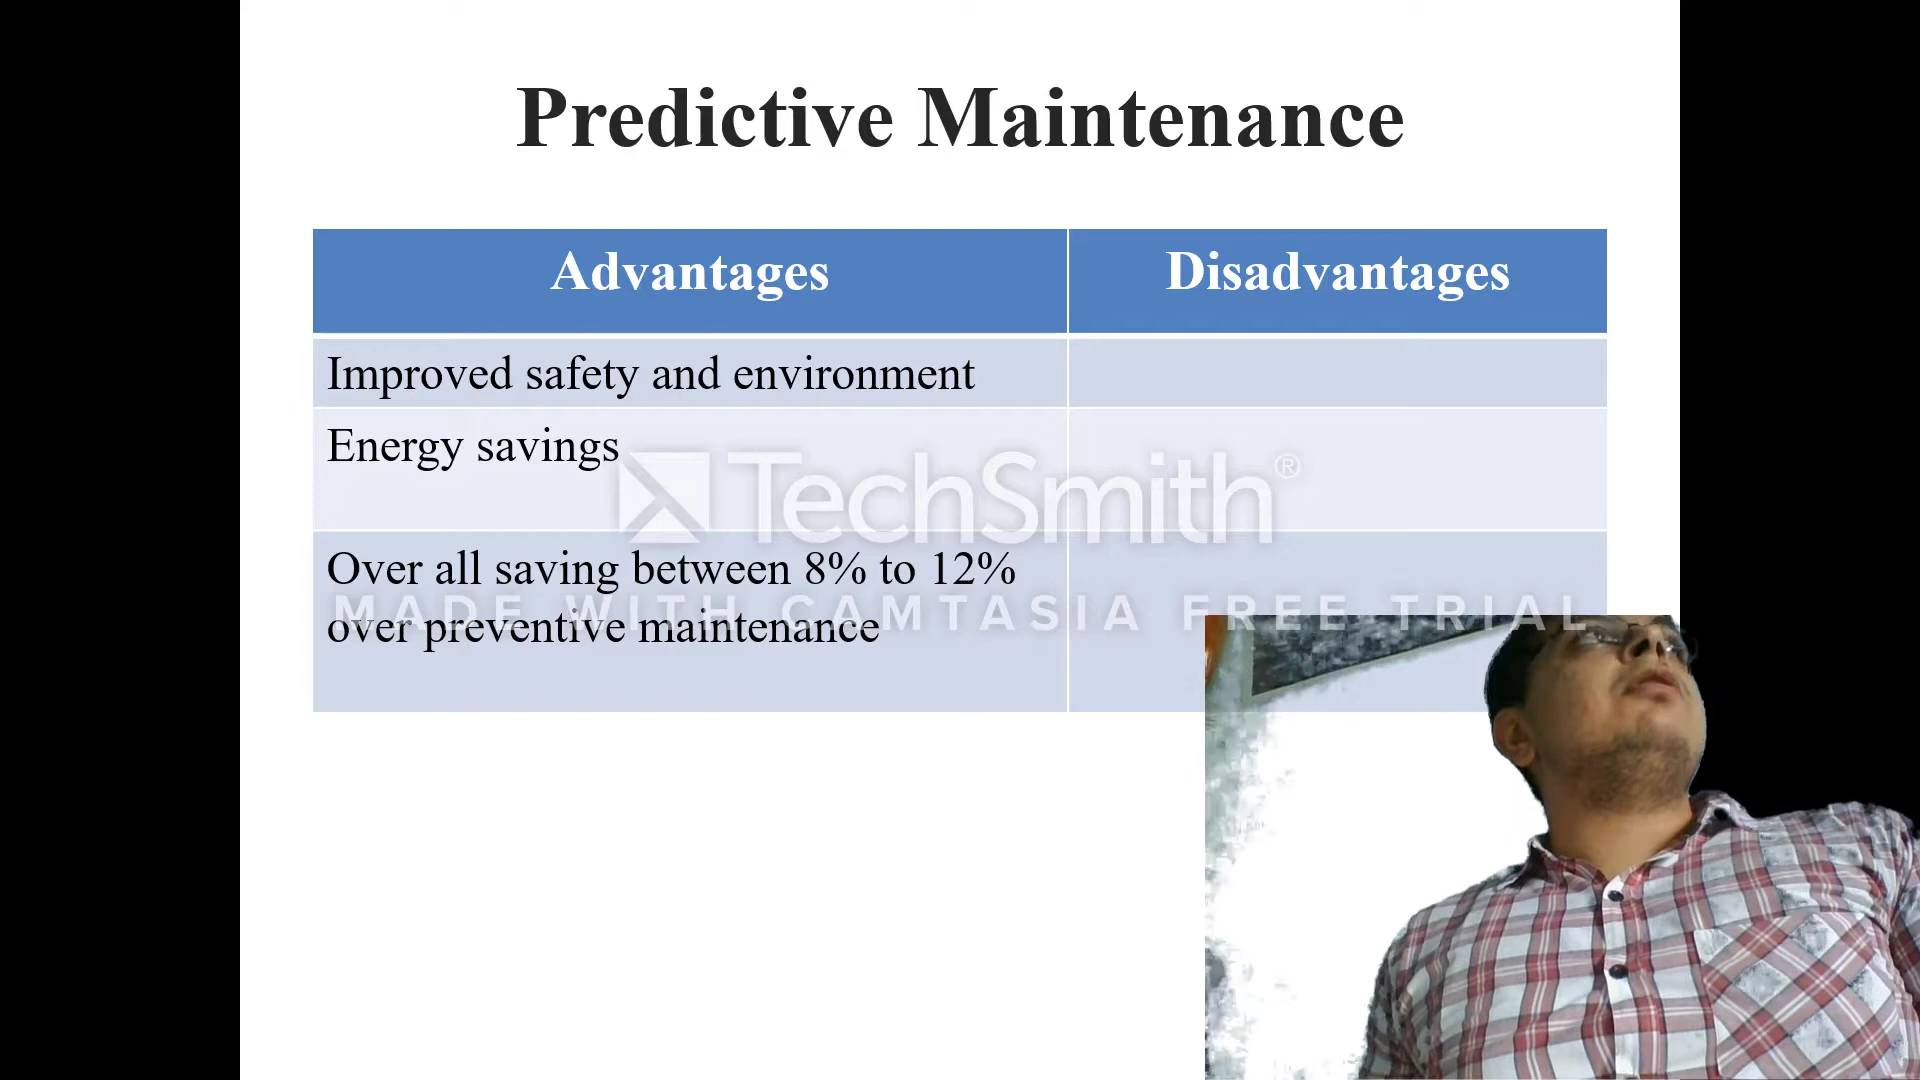 Predictive Maintenance
Advantages
Disadvantages
Improved safety and environment
Energy savings
TechSmith®
Over all saving between 8% to 12%
MADE WITH CAMTASIA FREE TRIAL
over preventive maintenance